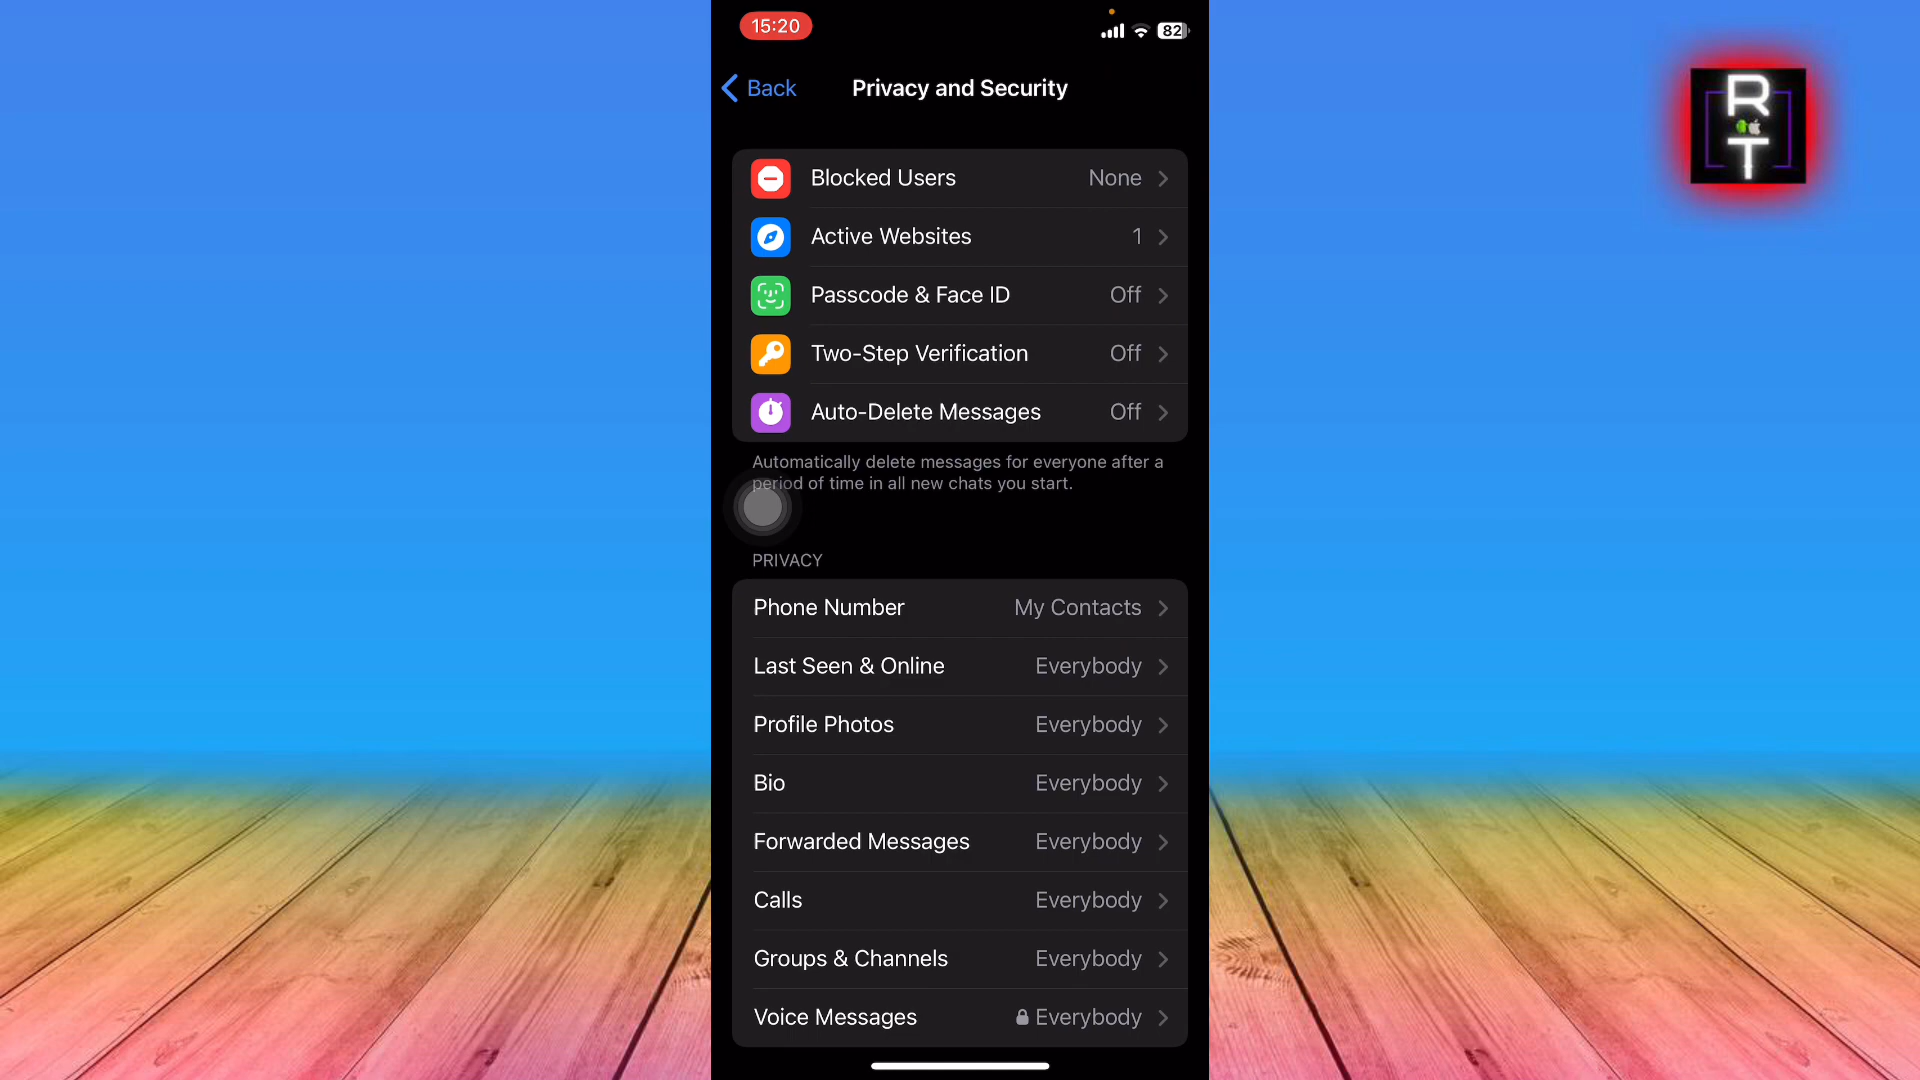 15:20
82
Back
Privacy and Security
Blocked Users None
Active Websites 1
Passcode & Face ID Off
Two-Step Verification Off
Auto-Delete Messages Off
Automatically delete messages for everyone after a
period of time in all new chats you start.
PRIVACY
Phone Number My Contacts
Last Seen & Online Everybody
Profile Photos Everybody
Bio Everybody
Forwarded Messages Everybody
Calls Everybody
Groups & Channels Everybody
Voice Messages Everybody
R
T